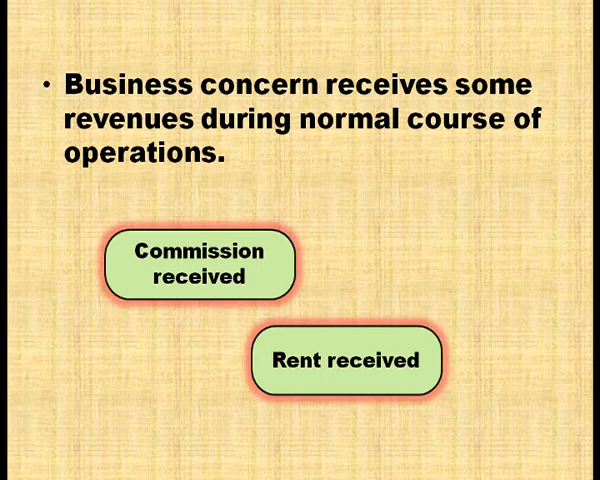 • Business concern receives some
revenues during normal course of
operations.
Commission
received
Rent received